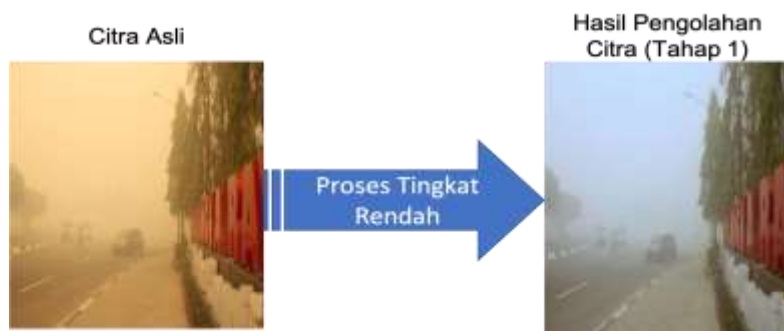 Citra Asli
Hasil Pengolahan
Citra (Tahap 1)
Proses Tingkat
Rendah